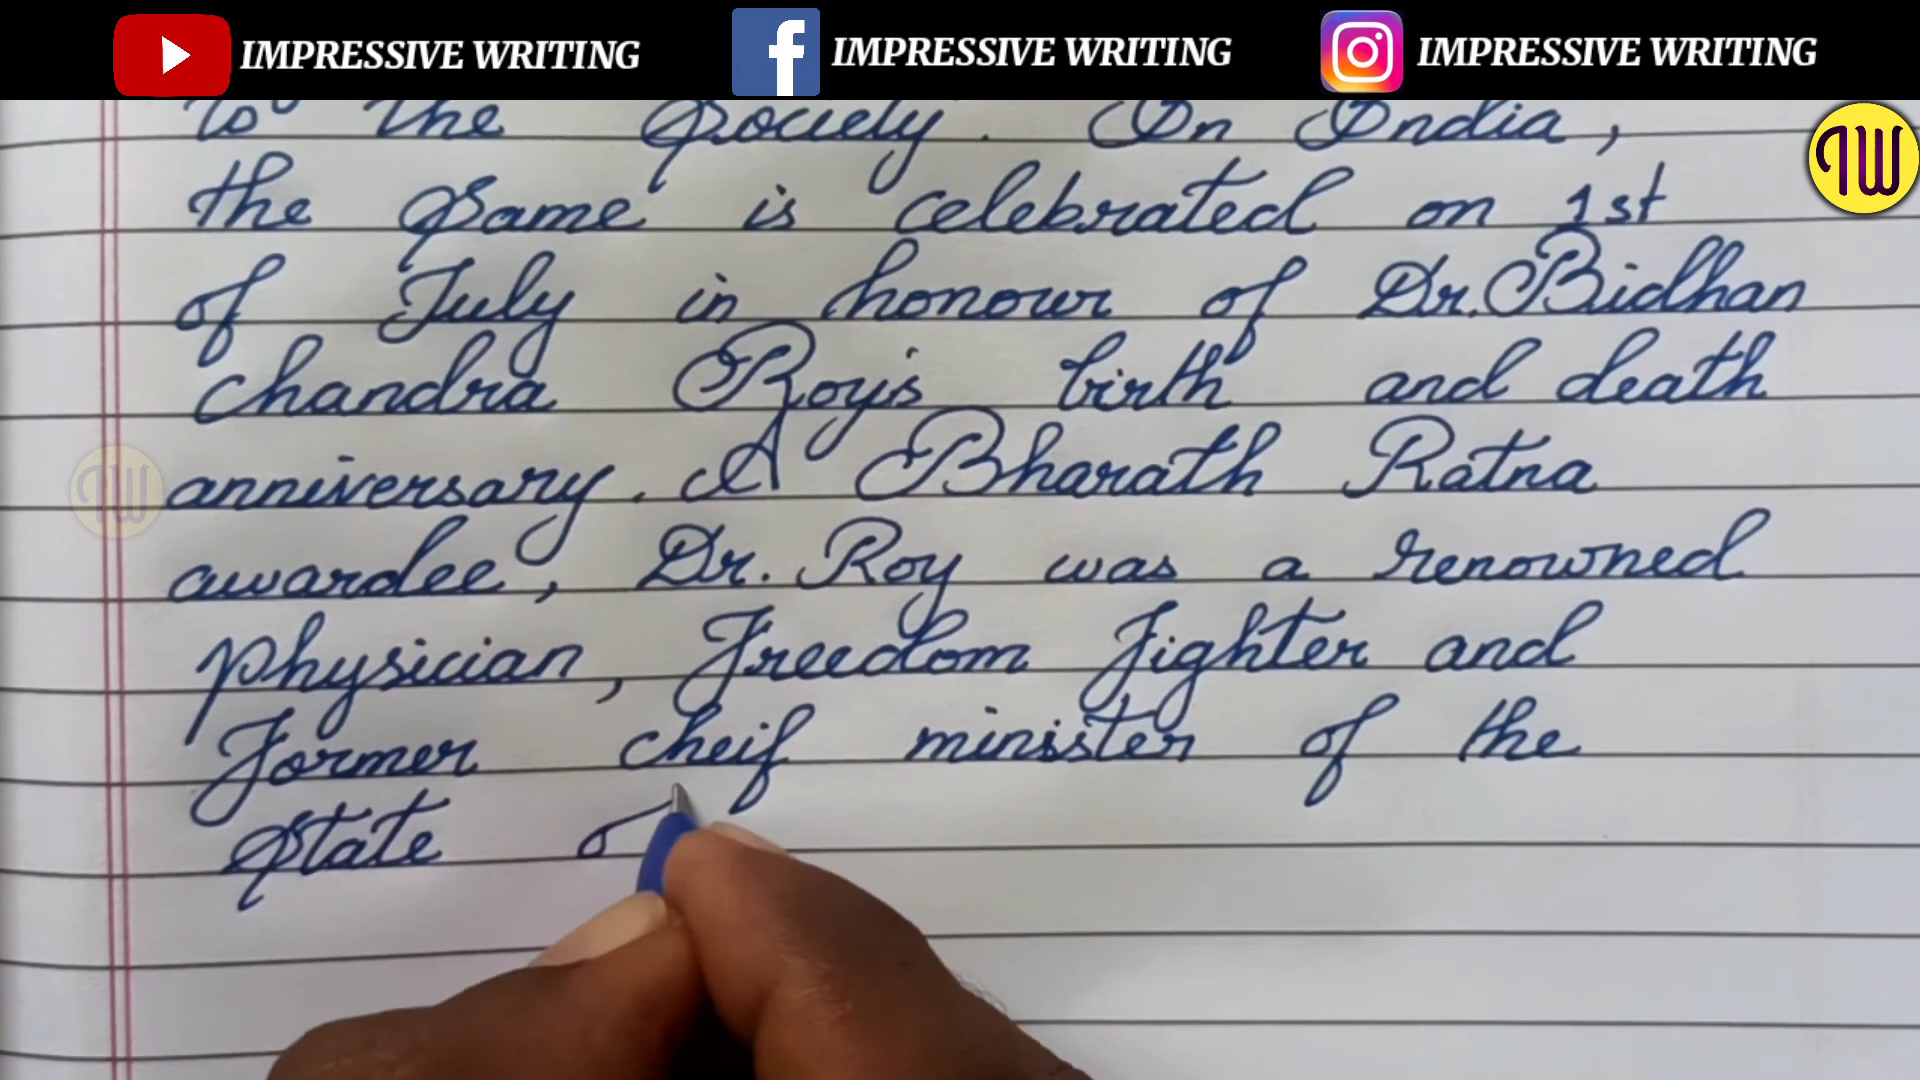 IMPRESSIVE WRITING IMPRESSIVE WRITING IMPRESSIVE WRITING
IW
to the Society. In India,
the Same is celebrated on 1st
of July in honour of Dr. Bidhan
chandra Roy's birth and death
anniversary. A Bharath Ratna
IW
awardee, Dr. Roy was a renowned
physician, Freedom Fighter and
Former cheif minister of the
State o